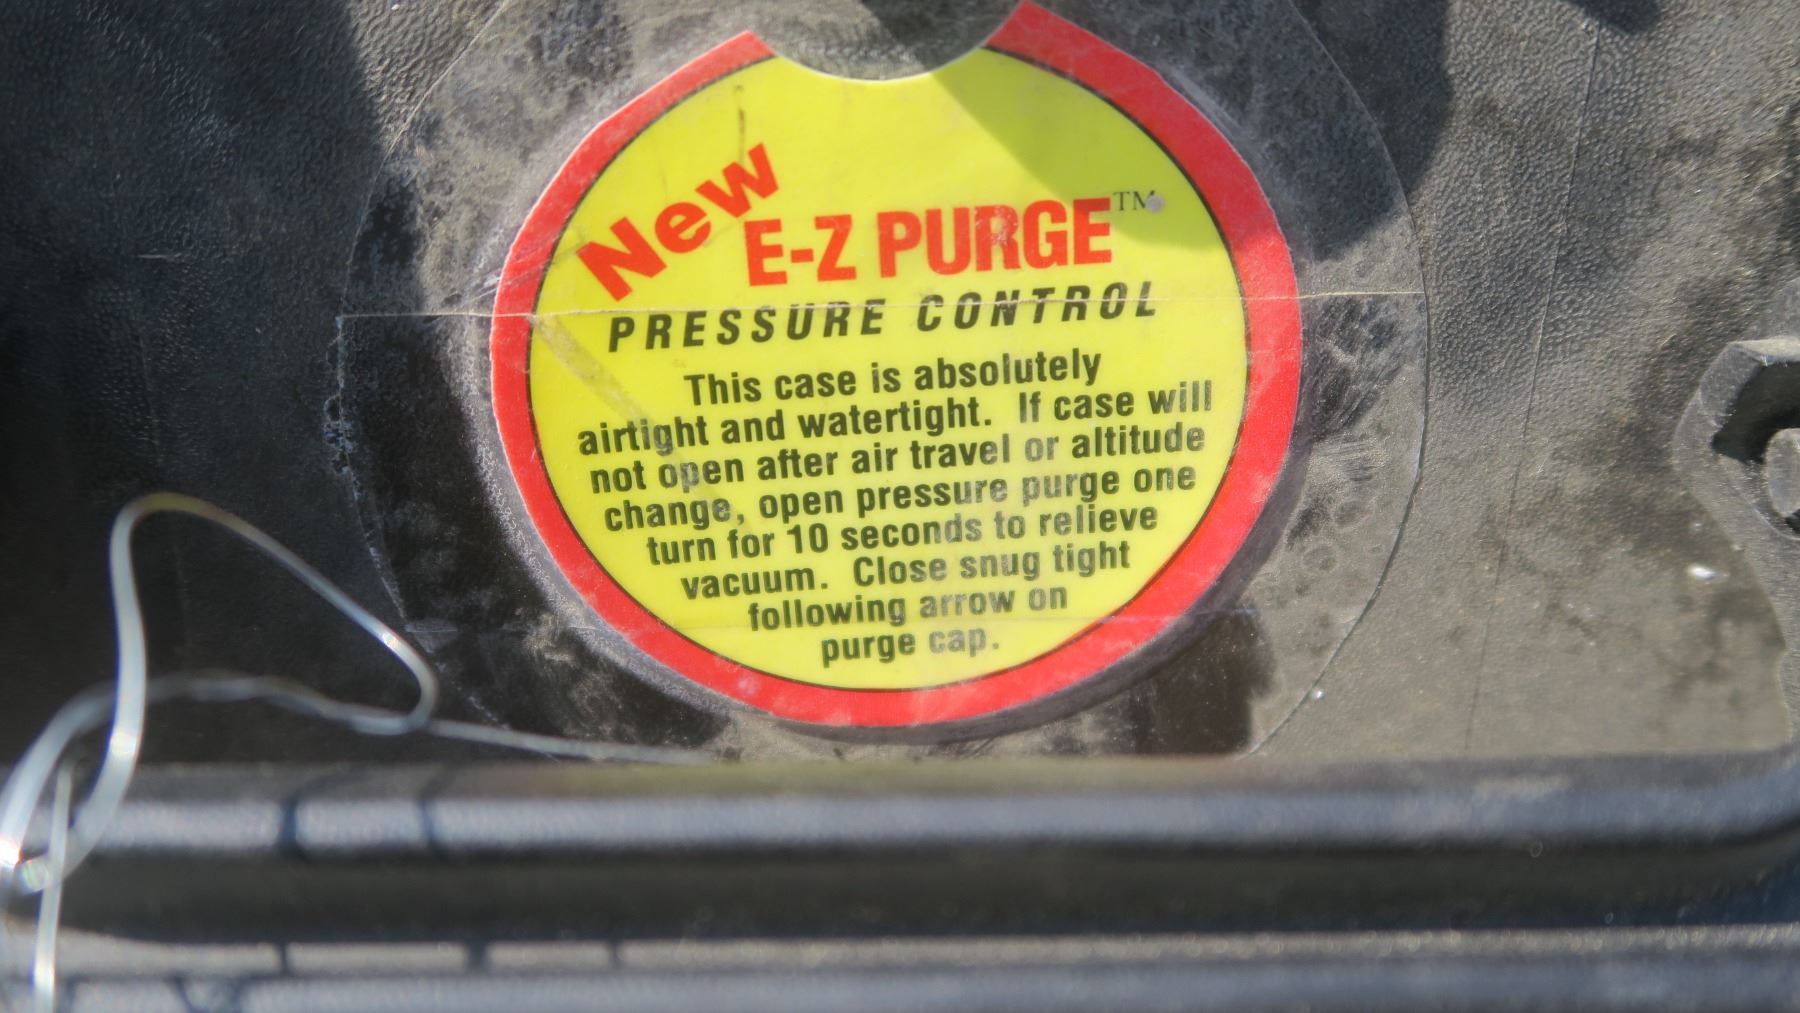 New
E-Z PURGE™
PRESSURE CONTROL
This case is absolutely
airtight and watertight. If case will
not open after air travel or altitude
change, open pressure purge one
turn for 10 seconds to relieve
vacuum. Close snug tight
following arrow on
purge cap.